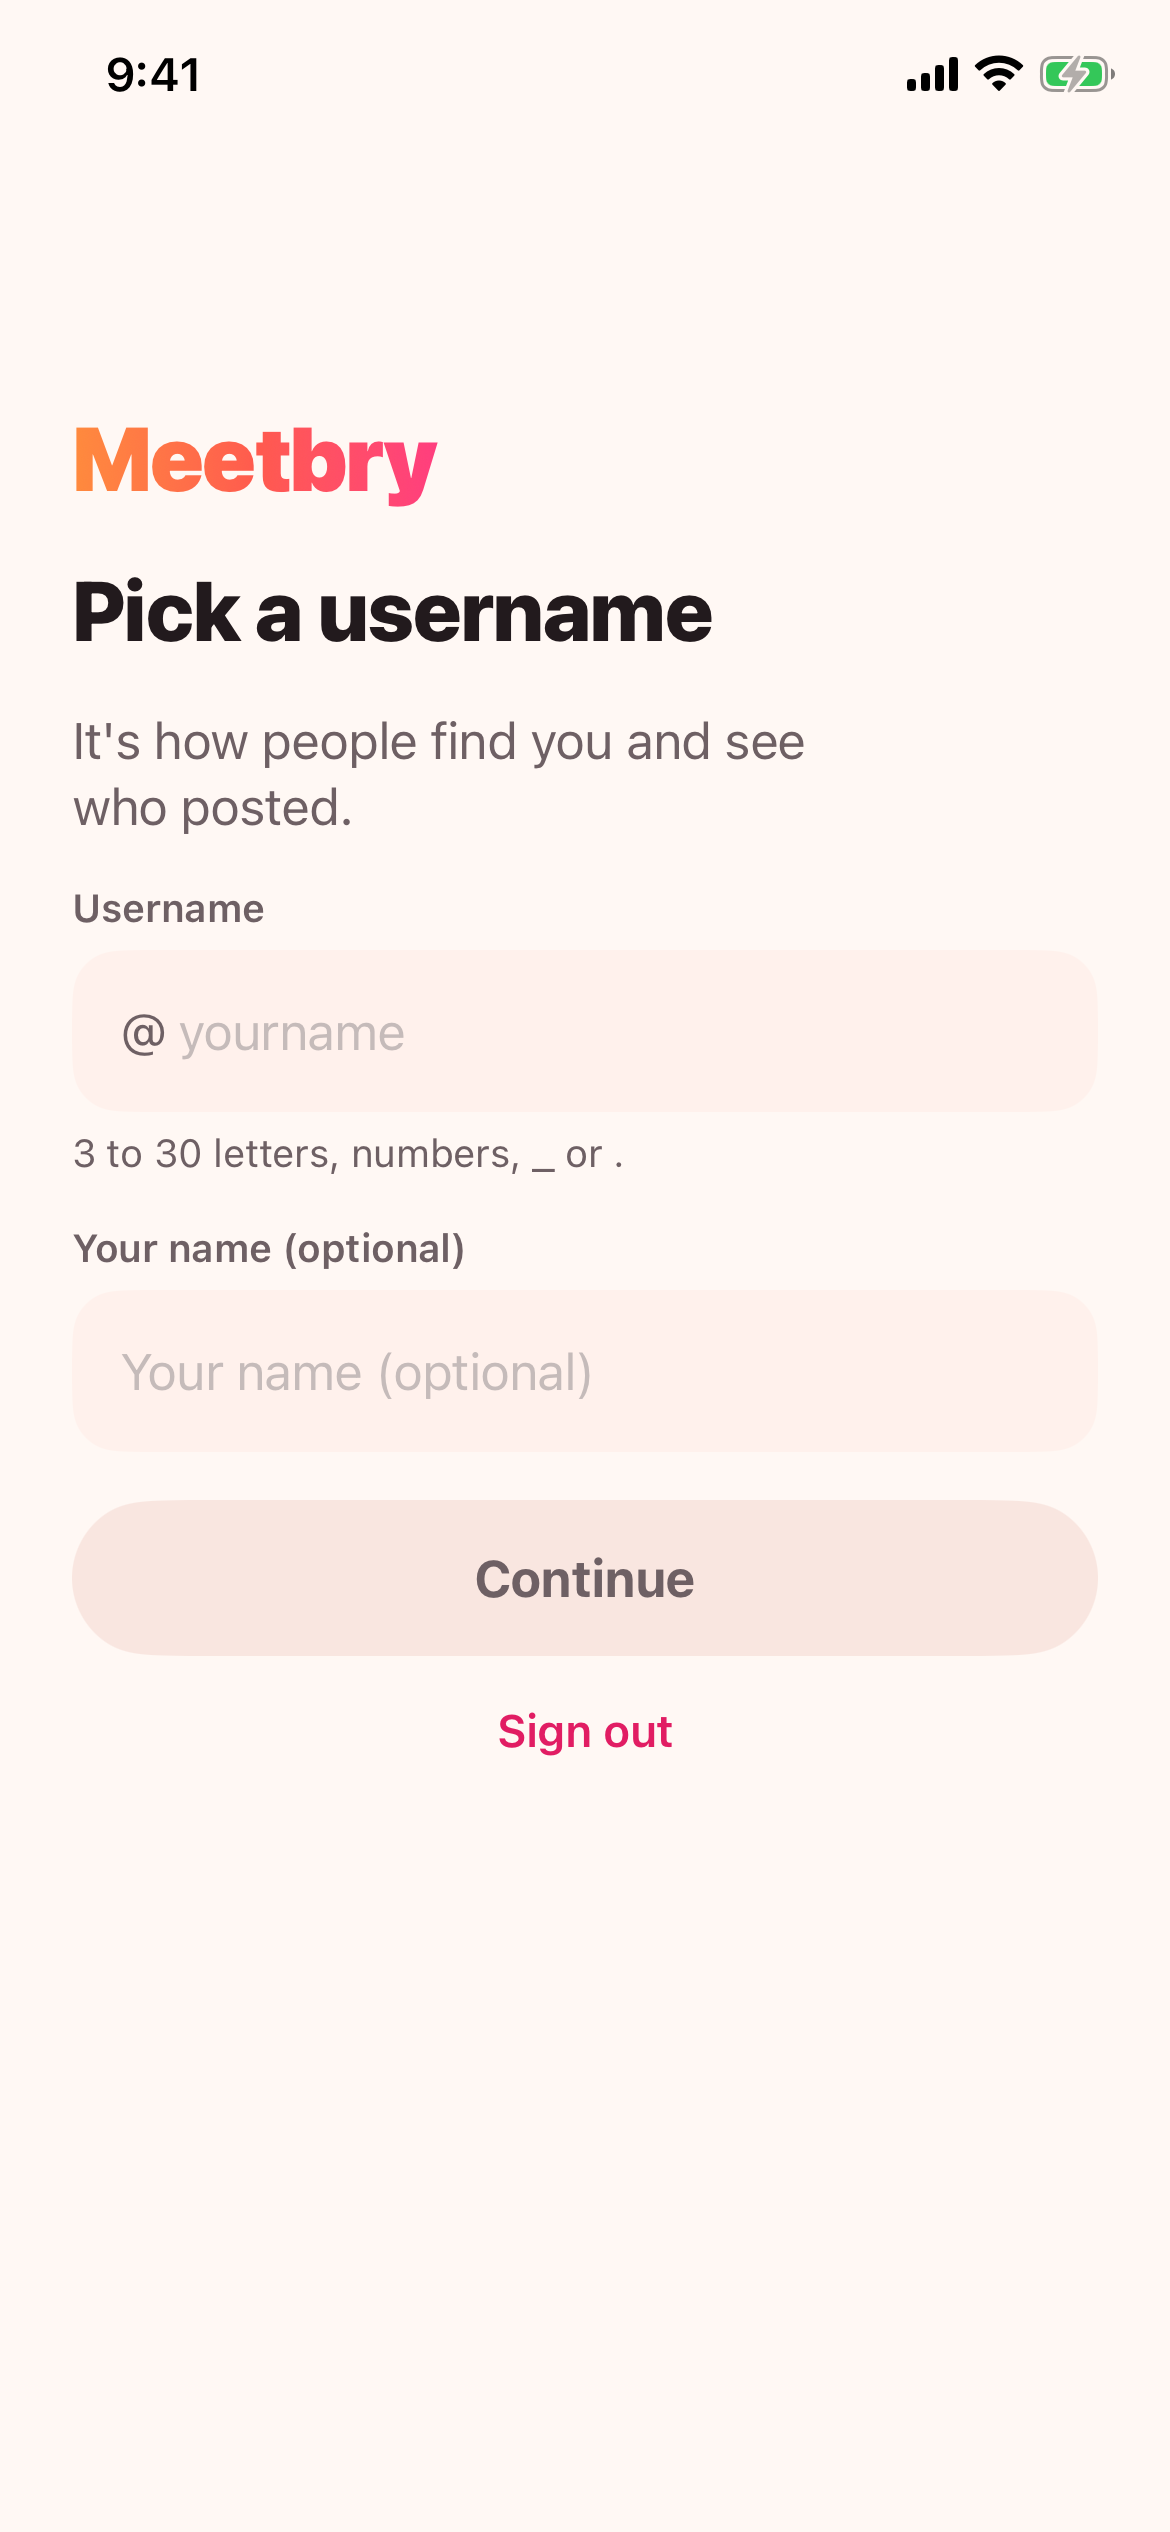 9:41
Meetbry
Pick a username
It's how people find you and see
who posted.
Username
@ yourname
3 to 30 letters, numbers, _ or .
Your name (optional)
Your name (optional)
Continue
Sign out